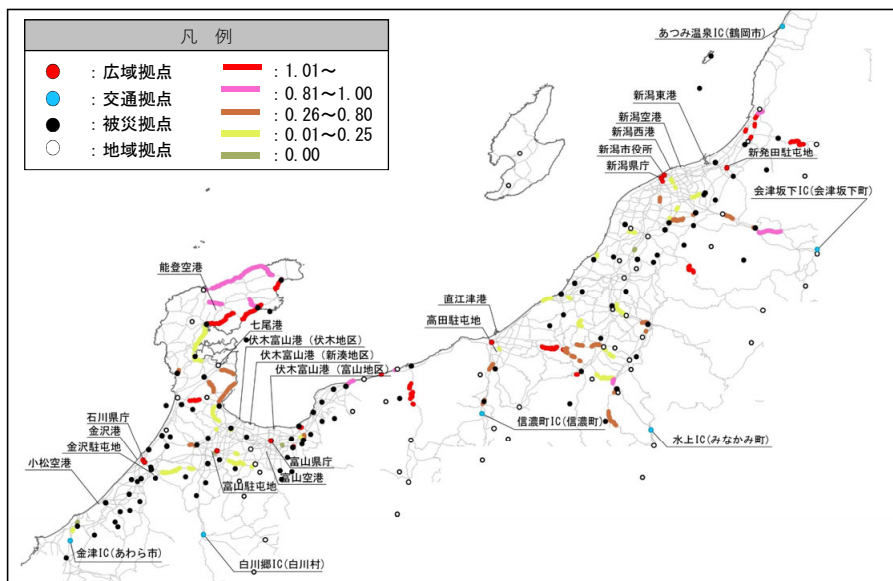 凡 例
：広域拠点
：交通拠点
：被災拠点
：地域拠点
：1.01～
：0.81～1.00
：0.26～0.80
：0.01～0.25
：0.00
あつみ温泉IC(鶴岡市)
新潟東港
新潟空港
新潟西港
新潟市役所
新潟県庁
新発田駐屯地
会津坂下IC(会津坂下町)
能登空港
七尾港
伏木富山港（伏木地区）
伏木富山港（新湊地区）
伏木富山港（富山地区）
直江津港
高田駐屯地
石川県庁
金沢港
金沢駐屯地
小松空港
富山県庁
富山空港
富山駐屯地
信濃町IC(信濃町)
水上IC(みなかみ町)
金津IC(あわら市)
白川郷IC(白川村)